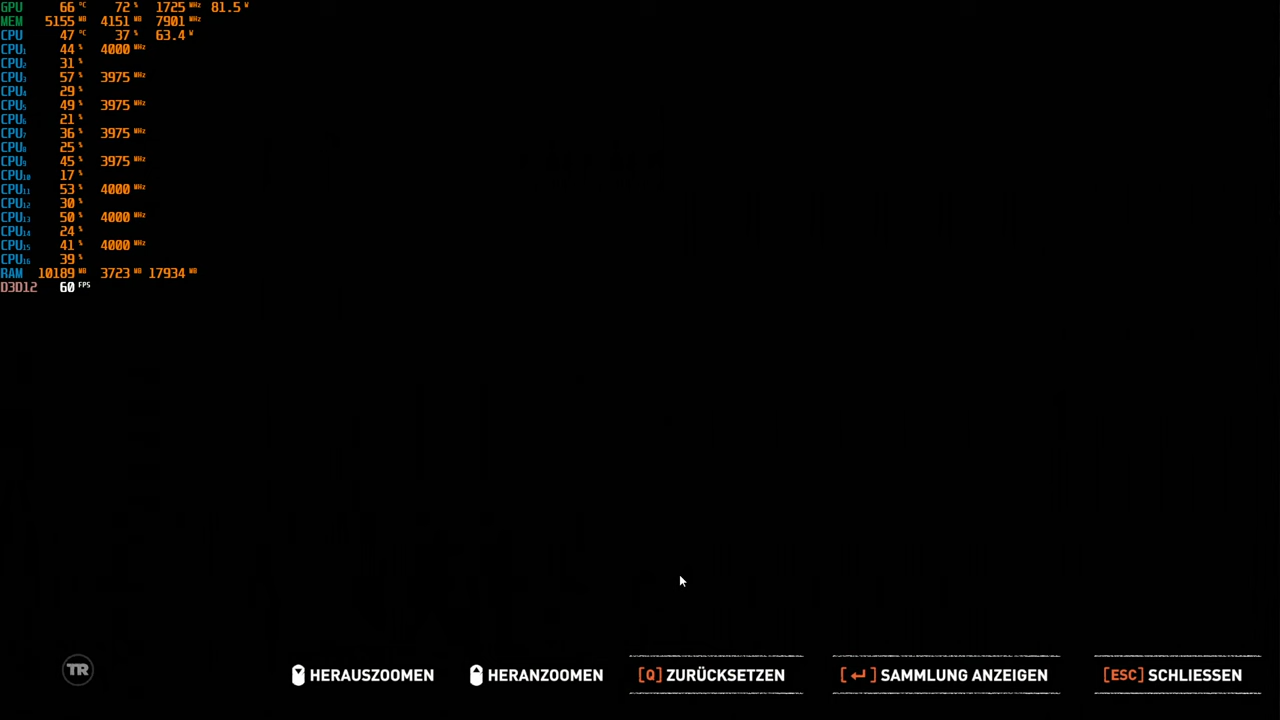 GPU 66 °C 72 % 1725 MHz 81.5 W
MEM 5155 MB 4151 MB 7901 MHz
CPU 47 °C 37 % 63.4 W
CPU1 44 % 4000 MHz
CPU2 31 %
CPU3 57 % 3975 MHz
CPU4 29 %
CPU5 49 % 3975 MHz
CPU6 21 %
CPU7 36 % 3975 MHz
CPU8 25 %
CPU9 45 % 3975 MHz
CPU10 17 %
CPU11 53 % 4000 MHz
CPU12 30 %
CPU13 50 % 4000 MHz
CPU14 24 %
CPU15 41 % 4000 MHz
CPU16 39 %
RAM 10189 MB 3723 MB 17934 MB
D3D12 60 FPS
TR HERAUSZOOMEN HERANZOOMEN [Q] ZURÜCKSETZEN [↵] SAMMLUNG ANZEIGEN [ESC] SCHLIESSEN